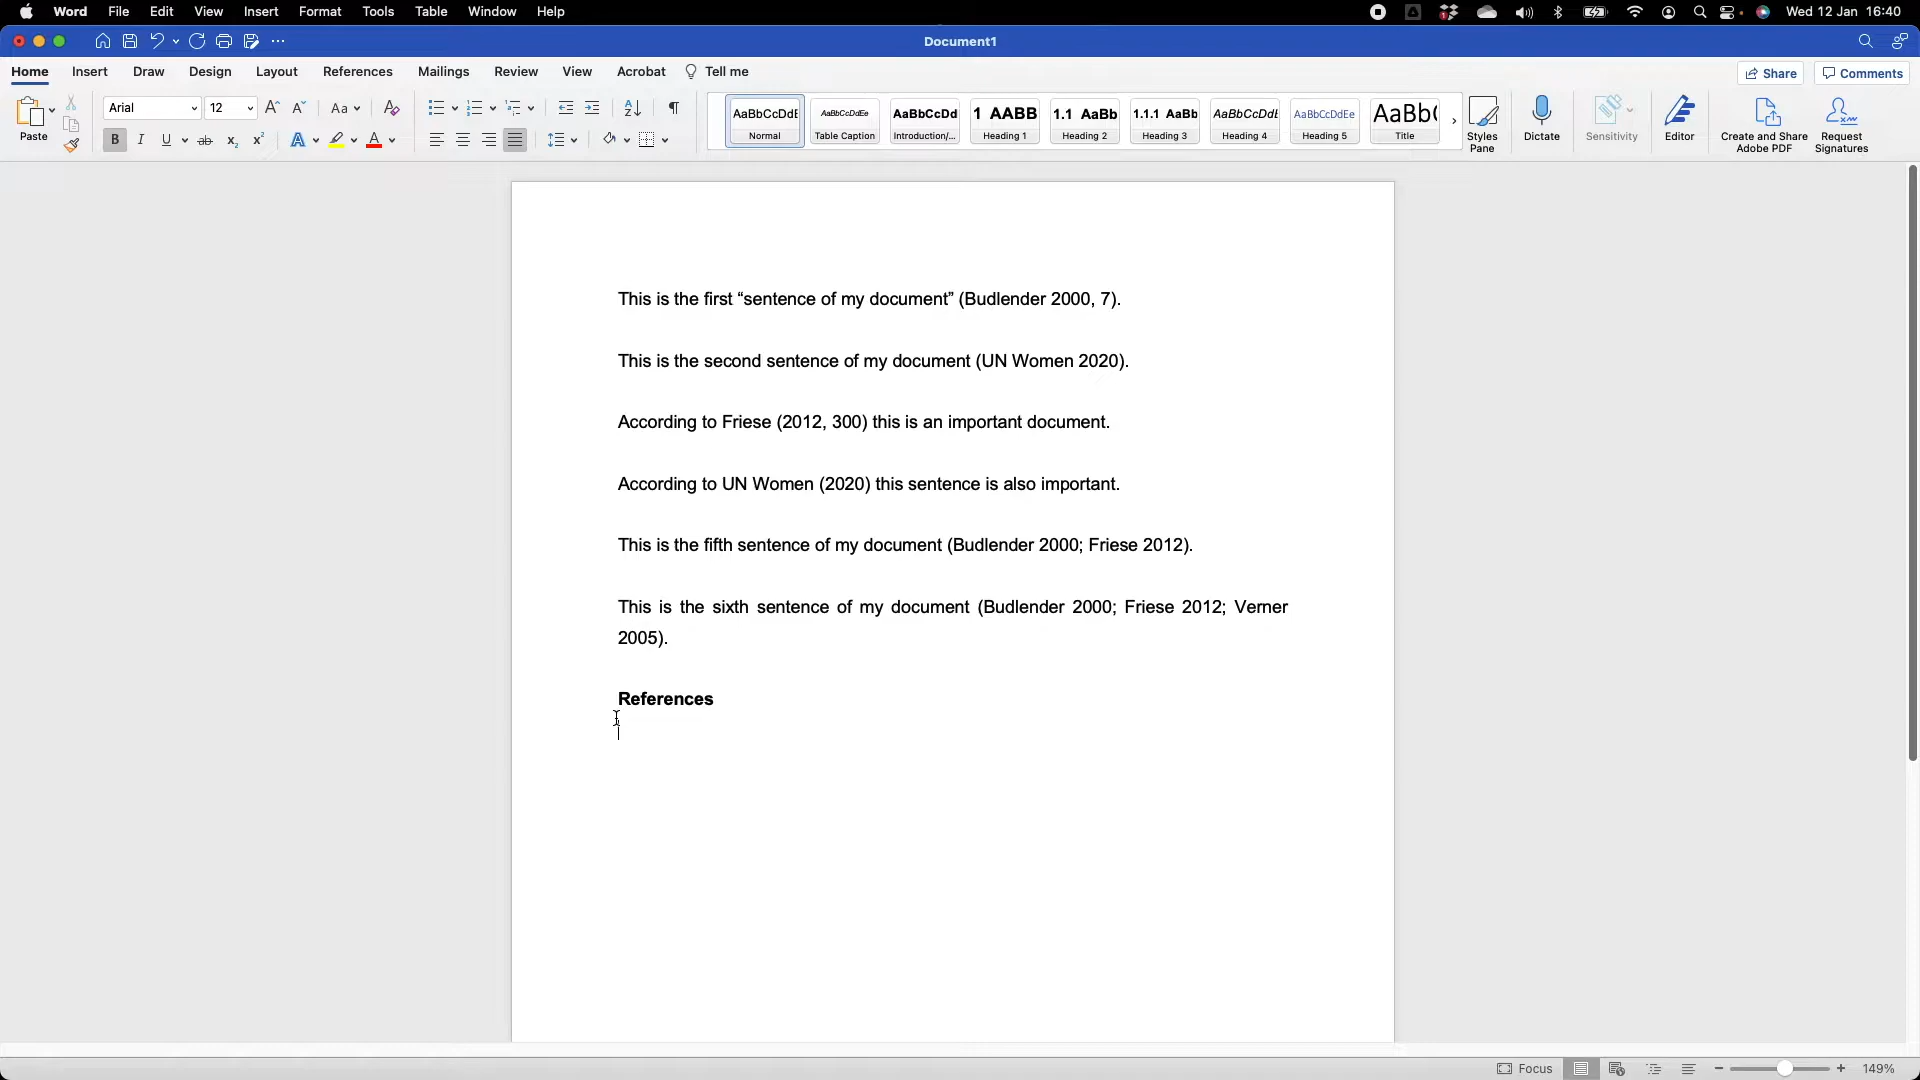 Word File Edit View Insert Format Tools Table Window Help Wed 12 Jan 16:40
Document1
Home Insert Draw Design Layout References Mailings Review View Acrobat Tell me Share Comments
Paste
Arial 12 Aa
AaBbCcDdE AaBbCcDdEe AaBbCcDd 1 AABB 1.1 AaBb 1.1.1 AaBb AaBbCcDdE AaBbCcDdEe AaBb(
Normal Table Caption Introduction/... Heading 1 Heading 2 Heading 3 Heading 4 Heading 5 Title
Styles Pane
Dictate
Sensitivity
Editor
Create and Share Adobe PDF
Request Signatures
This is the first “sentence of my document” (Budlender 2000, 7).
This is the second sentence of my document (UN Women 2020).
According to Friese (2012, 300) this is an important document.
According to UN Women (2020) this sentence is also important.
This is the fifth sentence of my document (Budlender 2000; Friese 2012).
This is the sixth sentence of my document (Budlender 2000; Friese 2012; Verner
2005).
References
Focus 149%